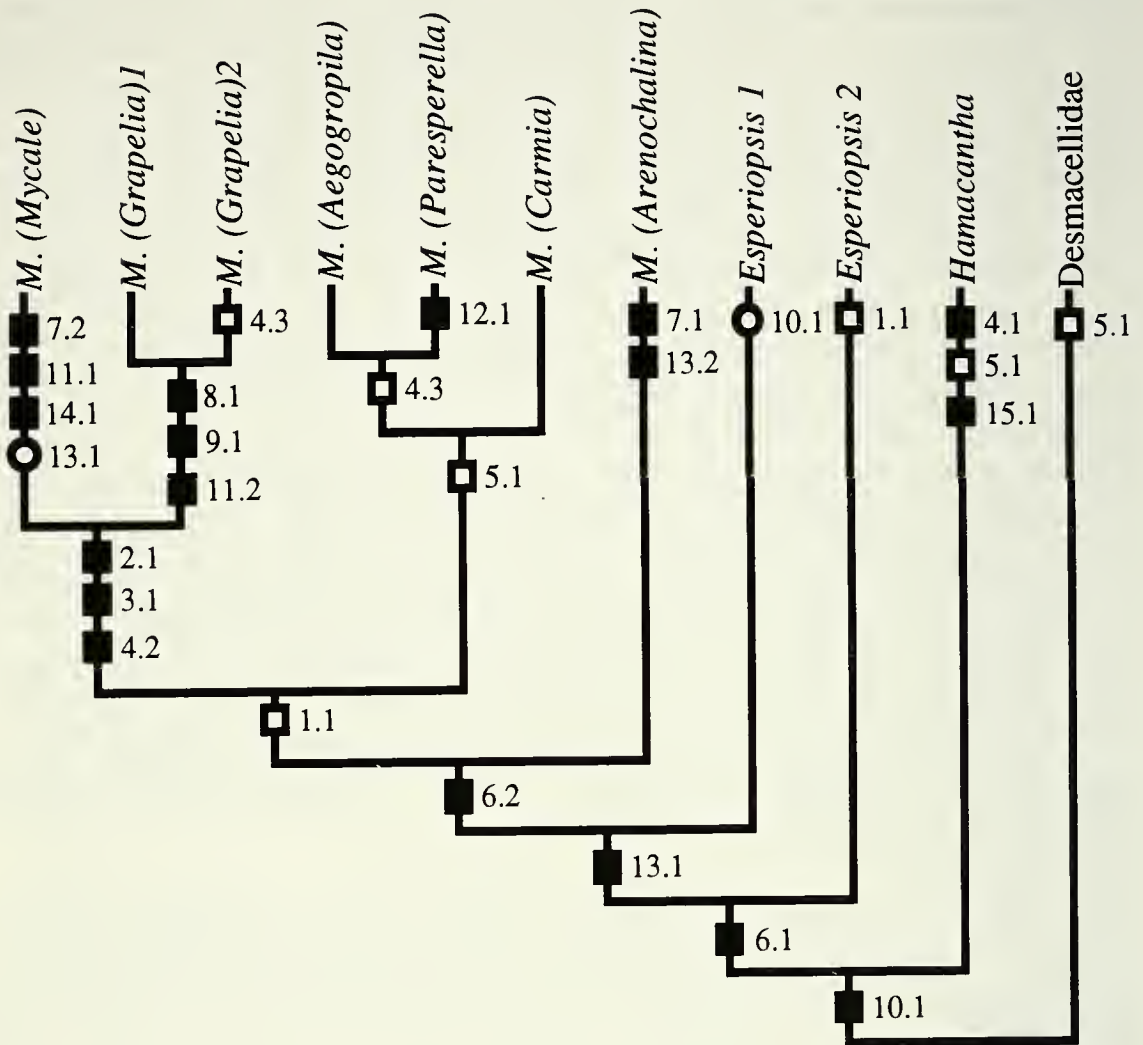 M. (Mycale)
M. (Grapelia)1
M. (Grapelia)2
M. (Aegogropila)
M. (Paresperella)
M. (Carmia)
M. (Arenochalina)
Esperiopsis 1
Esperiopsis 2
Hamacantha
Desmacellidae
7.2
11.1
14.1
13.1
8.1
9.1
11.2
4.3
12.1
4.3
5.1
7.1
13.2
10.1
1.1
4.1
5.1
15.1
5.1
2.1
3.1
4.2
1.1
6.2
13.1
6.1
10.1